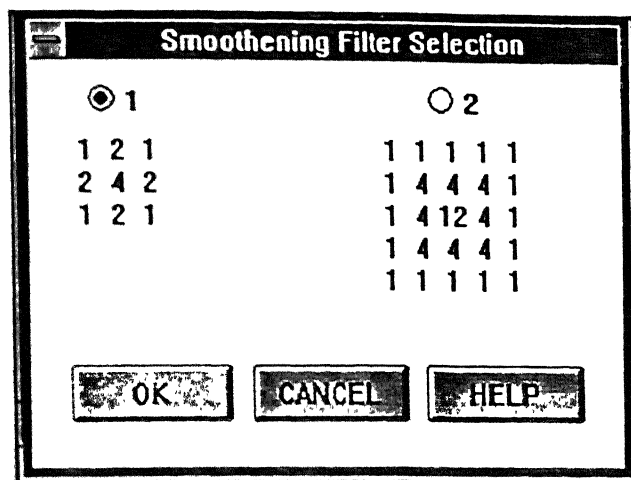 Smoothening Filter Selection
1 2
1 2 1 1 1 1 1 1
2 4 2 1 4 4 4 1
1 2 1 1 4 12 4 1
1 4 4 4 1
1 1 1 1 1
OK CANCEL HELP